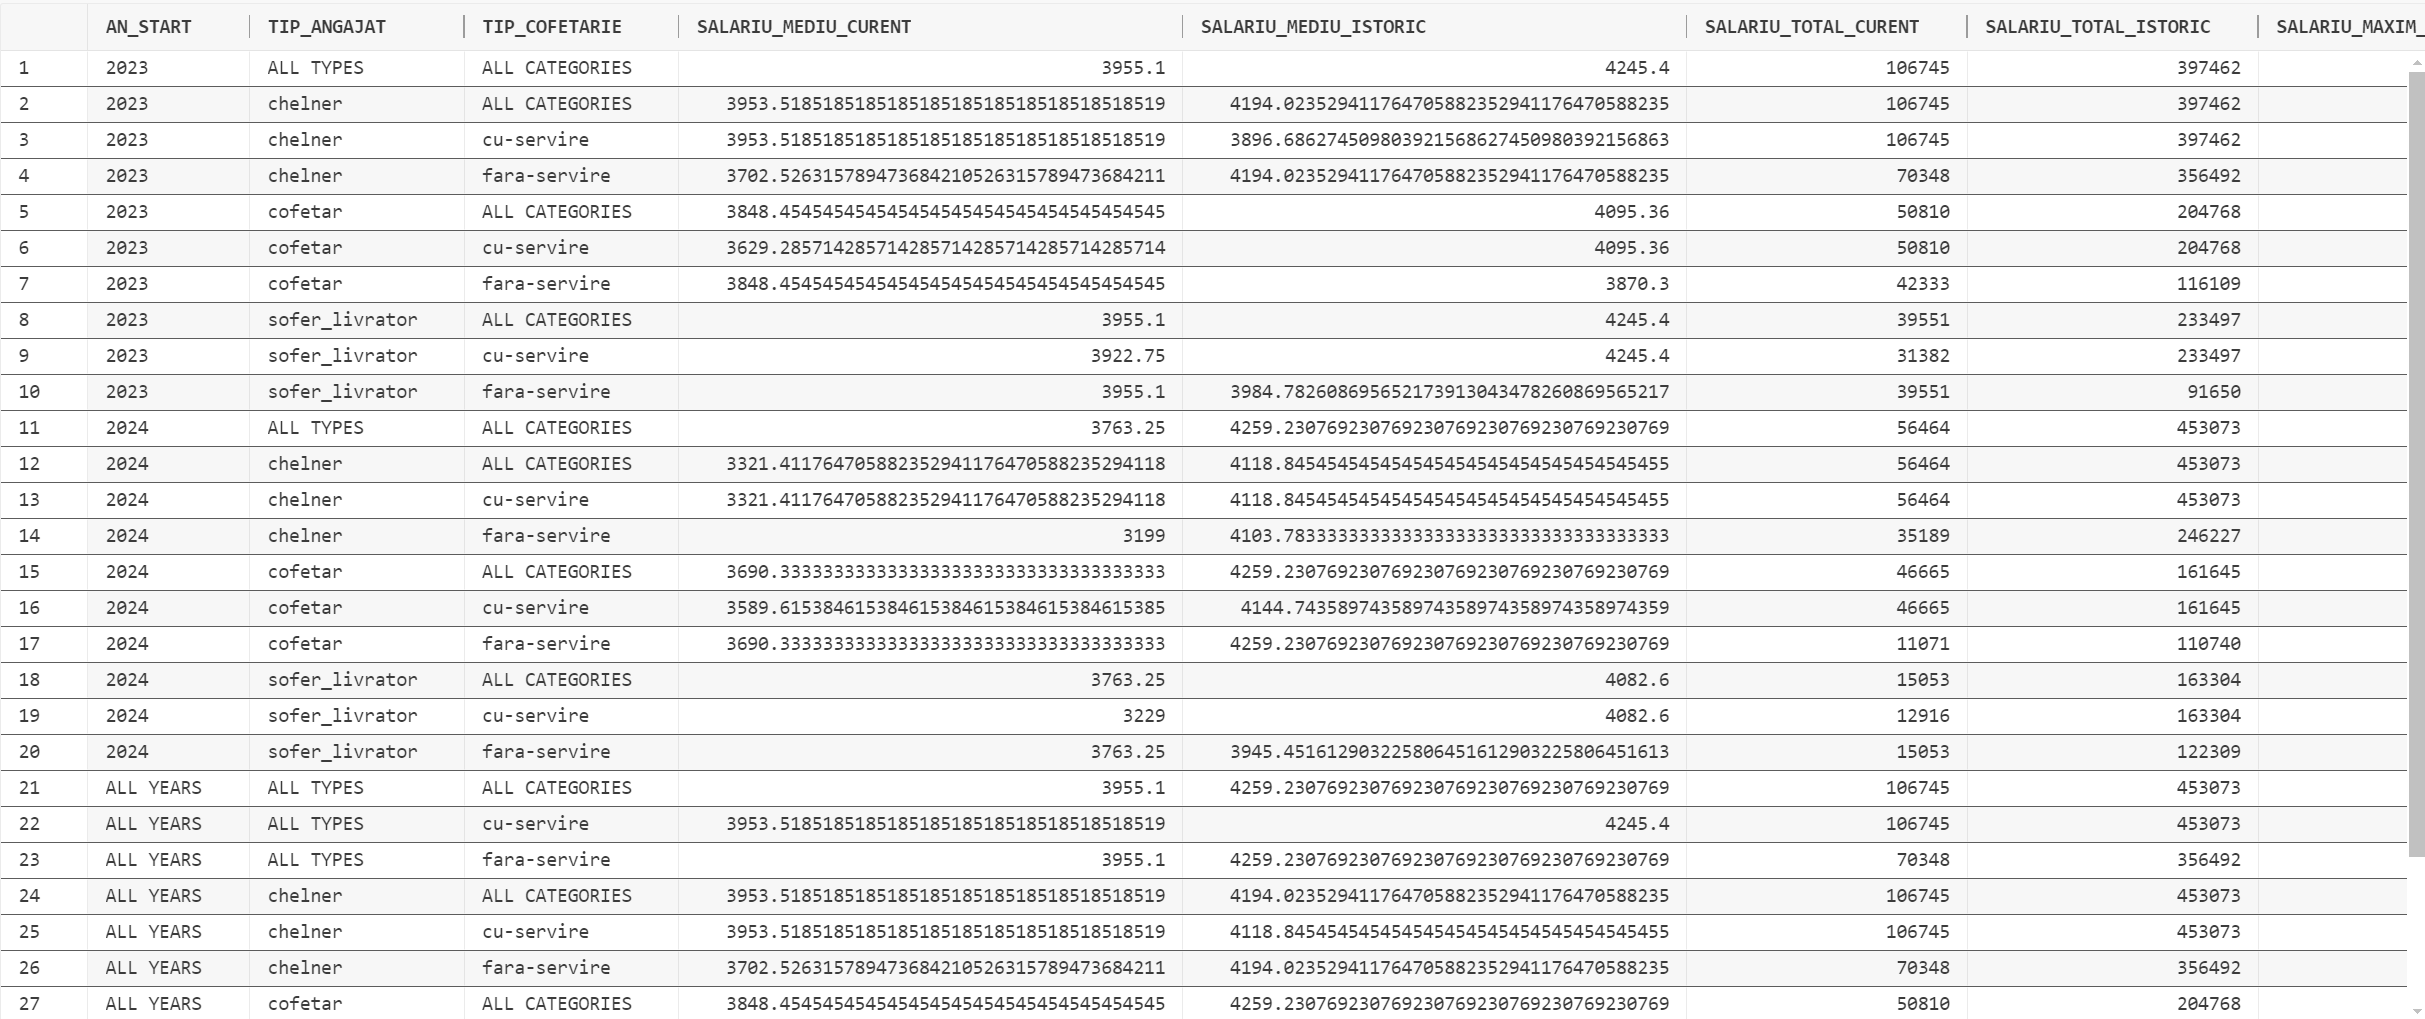 AN_START TIP_ANGAJAT TIP_COFETARIE SALARIU_MEDIU_CURENT SALARIU_MEDIU_ISTORIC SALARIU_TOTAL_CURENT SALARIU_TOTAL_ISTORIC SALARIU_MAXIM_
1 2023 ALL TYPES ALL CATEGORIES 3955.1 4245.4 106745 397462
2 2023 chelner ALL CATEGORIES 3953.518518518518518518518518518518518519 4194.023529411764705882352941176470588235 106745 397462
3 2023 chelner cu-servire 3953.518518518518518518518518518518518519 3896.686274509803921568627450980392156863 106745 397462
4 2023 chelner fara-servire 3702.526315789473684210526315789473684211 4194.023529411764705882352941176470588235 70348 356492
5 2023 cofetar ALL CATEGORIES 3848.454545454545454545454545454545454545 4095.36 50810 204768
6 2023 cofetar cu-servire 3629.285714285714285714285714285714285714 4095.36 50810 204768
7 2023 cofetar fara-servire 3848.454545454545454545454545454545454545 3870.3 42333 116109
8 2023 sofer_livrator ALL CATEGORIES 3955.1 4245.4 39551 233497
9 2023 sofer_livrator cu-servire 3922.75 4245.4 31382 233497
10 2023 sofer_livrator fara-servire 3955.1 3984.782608695652173913043478260869565217 39551 91650
11 2024 ALL TYPES ALL CATEGORIES 3763.25 4259.230769230769230769230769230769230769 56464 453073
12 2024 chelner ALL CATEGORIES 3321.411764705882352941176470588235294118 4118.845454545454545454545454545454545455 56464 453073
13 2024 chelner cu-servire 3321.411764705882352941176470588235294118 4118.845454545454545454545454545454545455 56464 453073
14 2024 chelner fara-servire 3199 4103.783333333333333333333333333333333333 35189 246227
15 2024 cofetar ALL CATEGORIES 3690.333333333333333333333333333333333333 4259.230769230769230769230769230769230769 46665 161645
16 2024 cofetar cu-servire 3589.615384615384615384615384615384615385 4144.74358974358974358974358974358974359 46665 161645
17 2024 cofetar fara-servire 3690.333333333333333333333333333333333333 4259.230769230769230769230769230769230769 11071 110740
18 2024 sofer_livrator ALL CATEGORIES 3763.25 4082.6 15053 163304
19 2024 sofer_livrator cu-servire 3229 4082.6 12916 163304
20 2024 sofer_livrator fara-servire 3763.25 3945.451612903225806451612903225806451613 15053 122309
21 ALL YEARS ALL TYPES ALL CATEGORIES 3955.1 4259.230769230769230769230769230769230769 106745 453073
22 ALL YEARS ALL TYPES cu-servire 3953.518518518518518518518518518518518519 4245.4 106745 453073
23 ALL YEARS ALL TYPES fara-servire 3955.1 4259.230769230769230769230769230769230769 70348 356492
24 ALL YEARS chelner ALL CATEGORIES 3953.518518518518518518518518518518518519 4194.023529411764705882352941176470588235 106745 453073
25 ALL YEARS chelner cu-servire 3953.518518518518518518518518518518518519 4118.845454545454545454545454545454545455 106745 453073
26 ALL YEARS chelner fara-servire 3702.526315789473684210526315789473684211 4194.023529411764705882352941176470588235 70348 356492
27 ALL YEARS cofetar ALL CATEGORIES 3848.454545454545454545454545454545454545 4259.230769230769230769230769230769230769 50810 204768